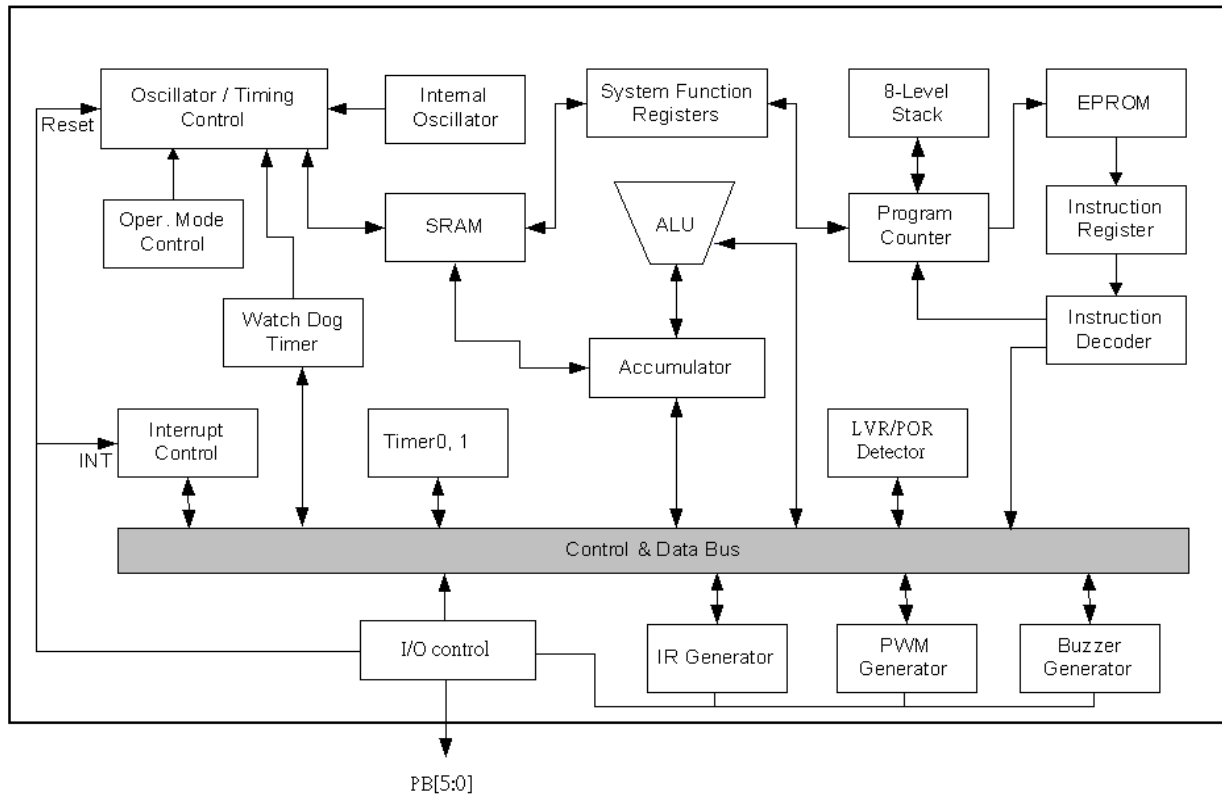 Oscillator / Timing
Control
Internal
Oscillator
System Function
Registers
8-Level
Stack
EPROM
Reset
Oper. Mode
Control
SRAM
ALU
Program
Counter
Instruction
Register
Watch Dog
Timer
Accumulator
Instruction
Decoder
Interrupt
Control
INT
Timer0, 1
LVR/POR
Detector
Control & Data Bus
I/O control
IR Generator
PWM
Generator
Buzzer
Generator
PB[5:0]